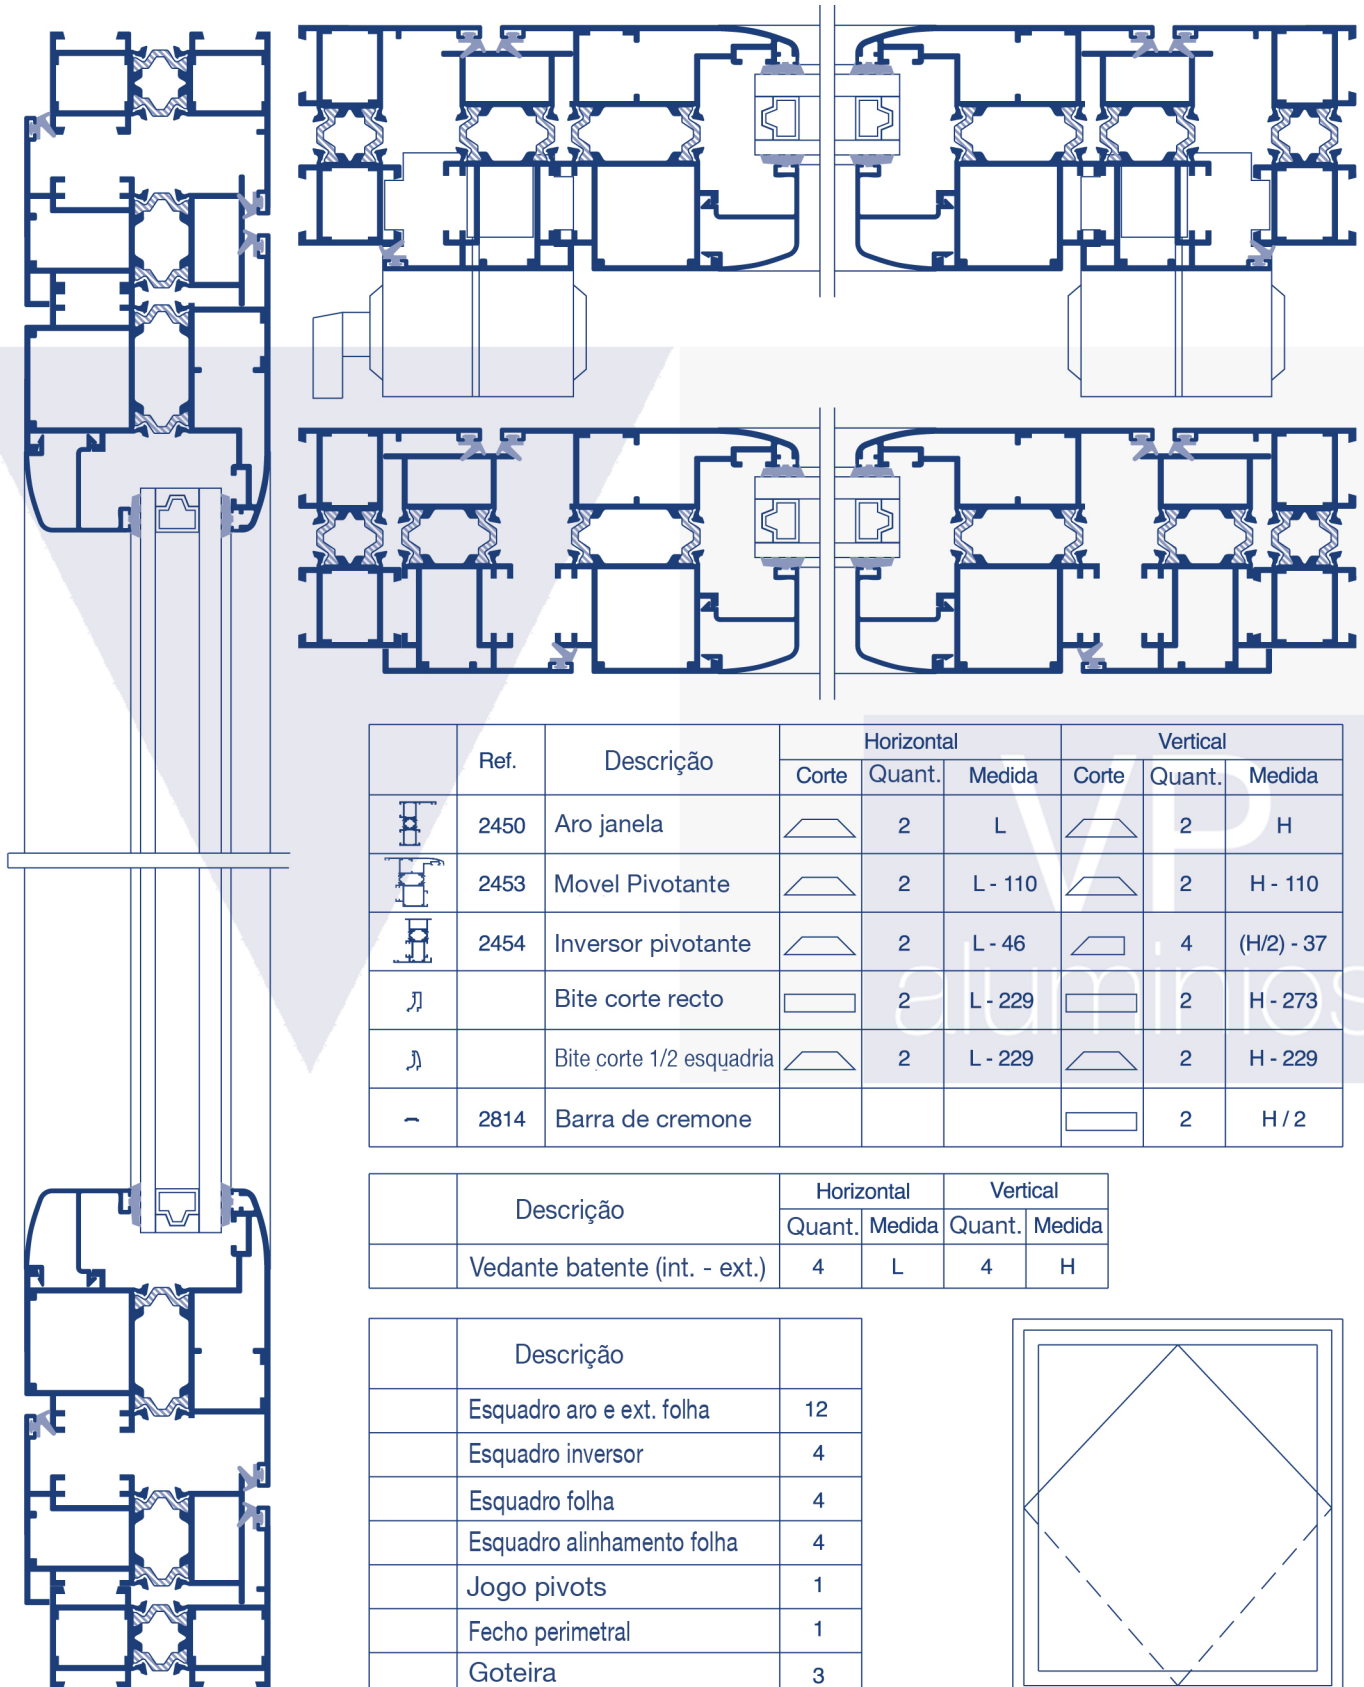 Ref. Descrição Horizontal Vertical
Corte Quant. Medida Corte Quant. Medida
2450 Aro janela 2 L 2 H
2453 Movel Pivotante 2 L - 110 2 H - 110
2454 Inversor pivotante 2 L - 46 4 (H/2) - 37
Bite corte recto 2 L - 229 2 H - 273
Bite corte 1/2 esquadria 2 L - 229 2 H - 229
2814 Barra de cremone 2 H / 2
Descrição Horizontal Vertical
Quant. Medida Quant. Medida
Vedante batente (int. - ext.) 4 L 4 H
Descrição
Esquadro aro e ext. folha 12
Esquadro inversor 4
Esquadro folha 4
Esquadro alinhamento folha 4
Jogo pivots 1
Fecho perimetral 1
Goteira 3
VP
aluminios